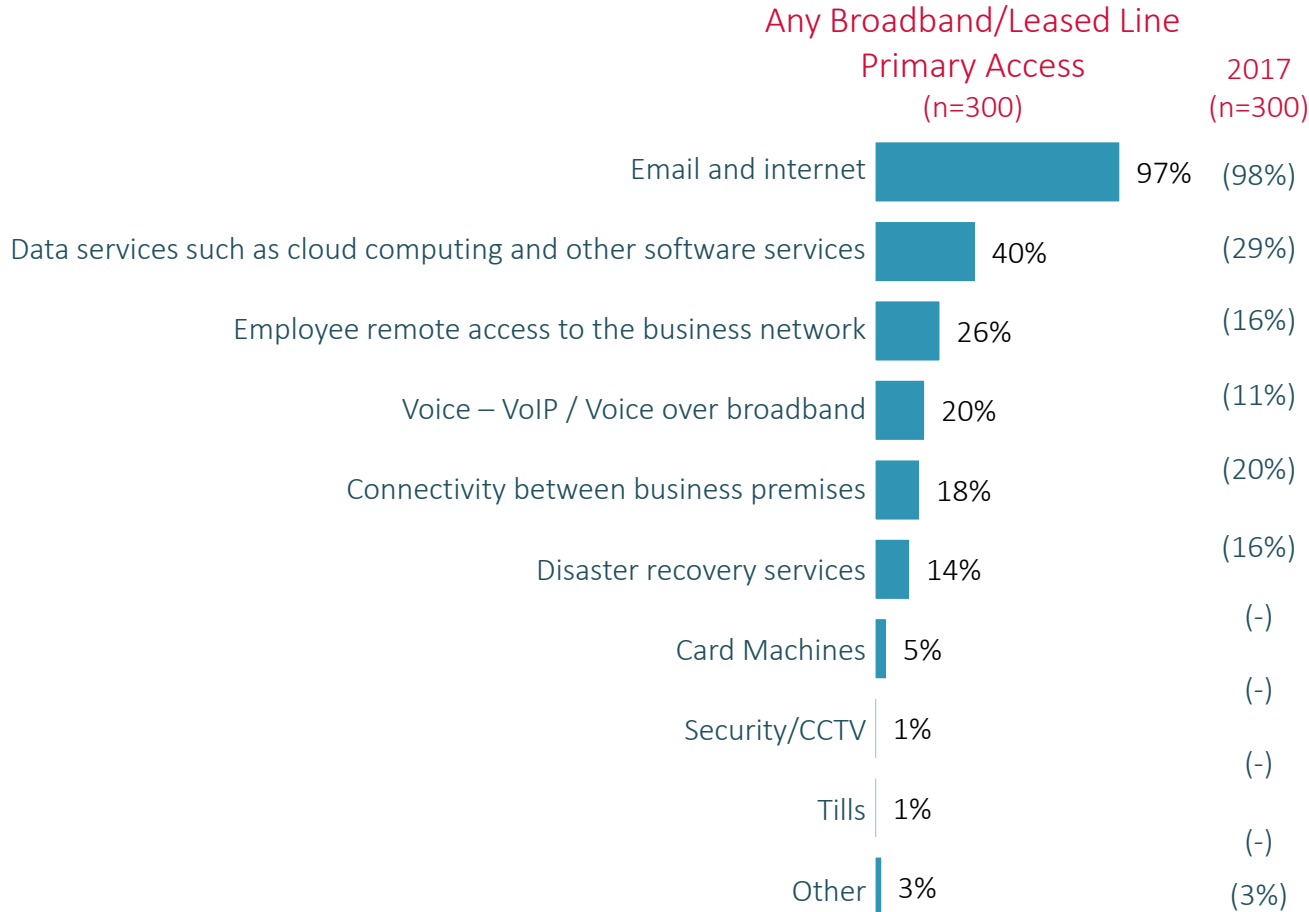 Any Broadband/Leased Line
Primary Access
(n=300)
2017
(n=300)
Email and internet 97% (98%)
Data services such as cloud computing and other software services 40% (29%)
Employee remote access to the business network 26% (16%)
Voice – VoIP / Voice over broadband 20% (11%)
Connectivity between business premises 18% (20%)
Disaster recovery services 14% (16%)
(-)
Card Machines 5%
(-)
Security/CCTV 1%
(-)
Tills 1%
(-)
Other 3% (3%)